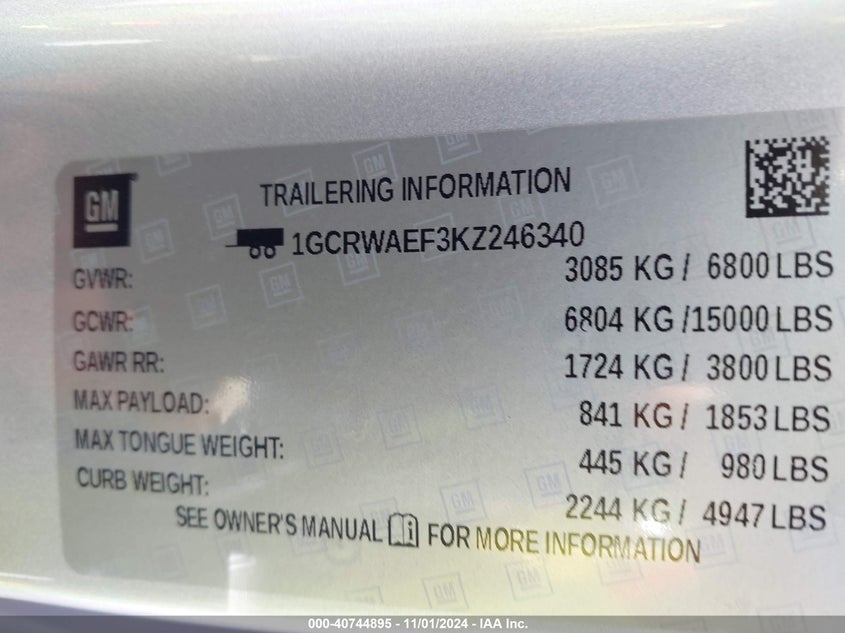 GM
TRAILERING INFORMATION
1GCRWAEF3KZ246340
GVWR: 3085 KG / 6800 LBS
GCWR: 6804 KG /15000 LBS
GAWR RR: 1724 KG / 3800 LBS
MAX PAYLOAD: 841 KG / 1853 LBS
MAX TONGUE WEIGHT: 445 KG / 980 LBS
CURB WEIGHT: 2244 KG / 4947 LBS
SEE OWNER'S MANUAL FOR MORE INFORMATION
000-40744895 - 11/01/2024 - IAA Inc.